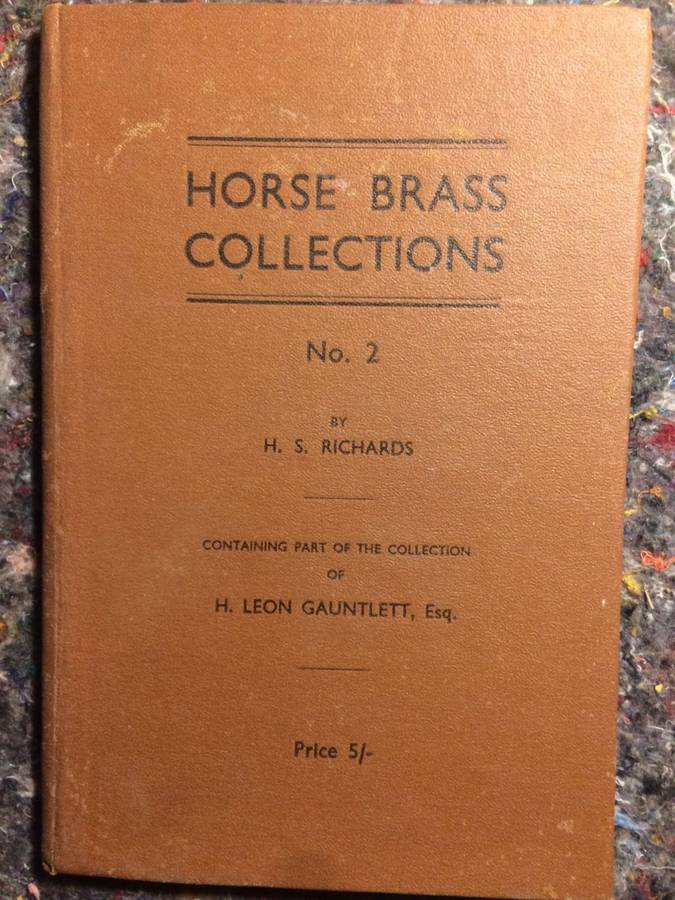 HORSE BRASS
COLLECTIONS
No. 2
BY
H. S. RICHARDS
CONTAINING PART OF THE COLLECTION
OF
H. LEON GAUNTLETT, Esq.
Price 5/-